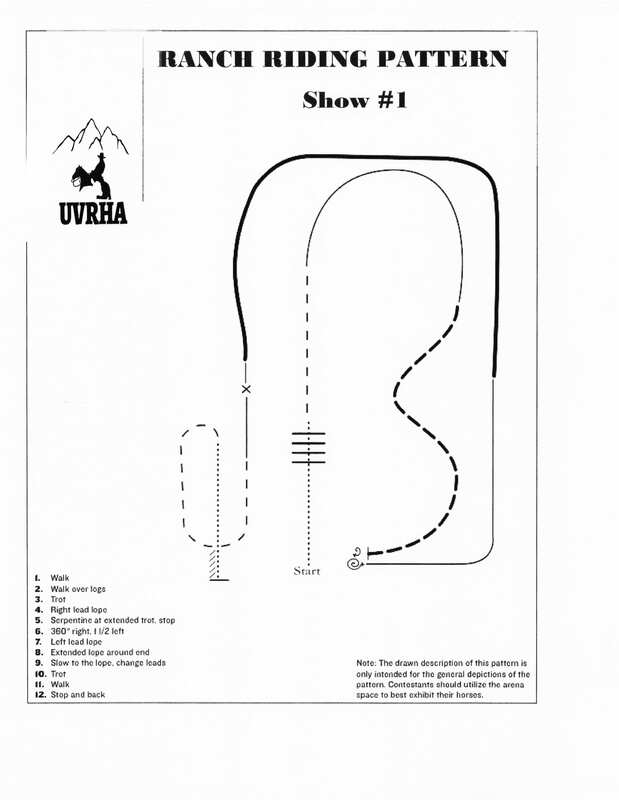 RANCH RIDING PATTERN
Show #1
UVRHA
Start
1. Walk
2. Walk over logs
3. Trot
4. Right lead lope
5. Serpentine at extended trot, stop
6. 360° right, 1 1/2 left
7. Left lead lope
8. Extended lope around end
9. Slow to the lope, change leads
10. Trot
11. Walk
12. Stop and back
Note: The drawn description of this pattern is
only intended for the general depictions of the
pattern. Contestants should utilize the arena
space to best exhibit their horses.